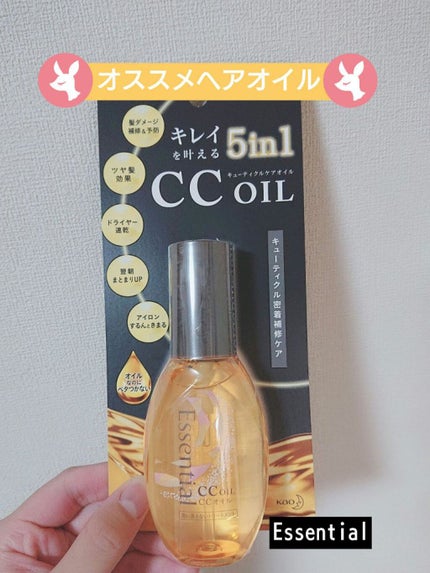 オススメヘアオイル
髪ダメージ
補修&予防
キレイ
を叶える
5in1
ツヤ髪
効果
キューティクルケアオイル
CC OIL
ドライヤー
速乾
翌朝
まとまりUP
アイロン
するんときまる
キューティクル密着補修ケア
オイル
なのに
ベタつかない
Essential
CC OIL
CCオイル
Kao
Essential